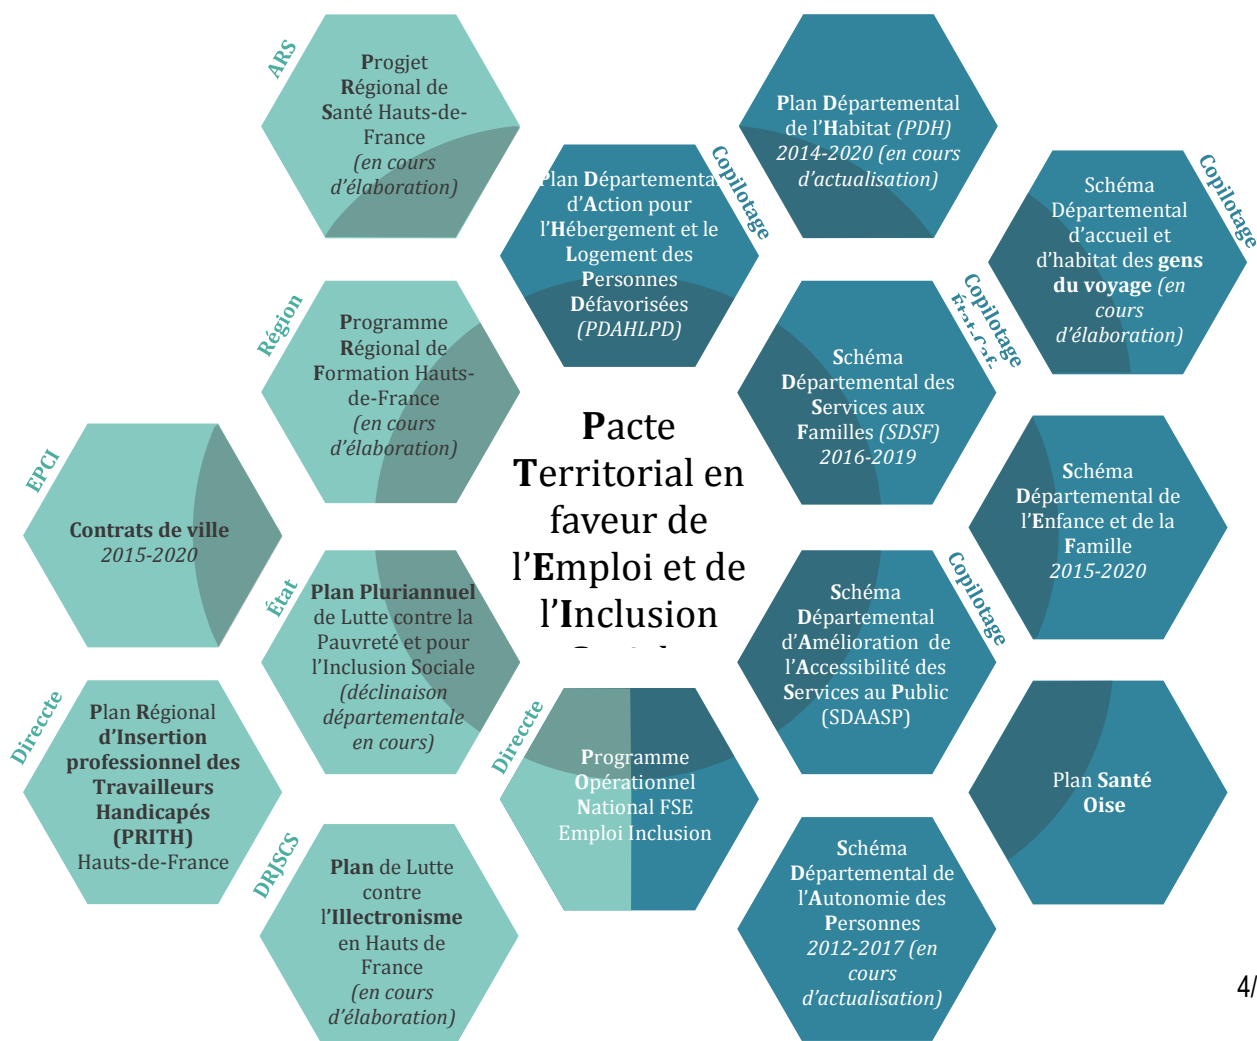 ARS
Progjet
Régional de
Santé Hauts-de-
France
(en cours
d'élaboration)
Plan Départemental
de l'Habitat (PDH)
2014-2020 (en cours
d'actualisation)
Copilotage
Plan Départemental
d'Action pour
l'Hébergement et le
Logement des
Personnes
Défavorisées
(PDAHLPD)
Copilotage
Schéma
Départemental
d'accueil et
d'habitat des gens
du voyage (en
cours
d'élaboration)
Région
Programme
Régional de
Formation Hauts-
de-France
(en cours
d'élaboration)
Copilotage
État-Caf-
Schéma
Départemental des
Services aux
Familles (SDSF)
2016-2019
Pacte
Territorial en
faveur de
l'Emploi et de
l'Inclusion
EPCI
Contrats de ville
2015-2020
Schéma
Départemental de
l'Enfance et de la
Famille
2015-2020
État
Plan Pluriannuel
de Lutte contre la
Pauvreté et pour
l'Inclusion Sociale
(déclinaison
départementale
en cours)
Copilotage
Schéma
Départemental
d'Amélioration de
l'Accessibilité des
Services au Public
(SDAASP)
Direccte
Plan Régional
d'Insertion
professionnel des
Travailleurs
Handicapés
(PRITH)
Hauts-de-France
Direccte
Programme
Opérationnel
National FSE
Emploi Inclusion
Plan Santé
Oise
DRJSCS
Plan de Lutte
contre
l'Illectronisme
en Hauts de
France
(en cours
d'élaboration)
Schéma
Départemental de
l'Autonomie des
Personnes
2012-2017 (en
cours
d'actualisation)
4/